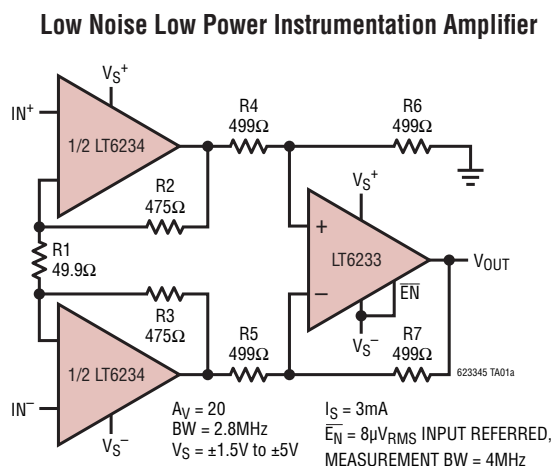 Low Noise Low Power Instrumentation Amplifier
VS+
IN+
1/2 LT6234
R4
499Ω
R6
499Ω
R2
475Ω
VS+
R1
49.9Ω
+
LT6233
VOUT
–
EN
R3
475Ω
R5
499Ω
VS–
R7
499Ω
1/2 LT6234
623345 TA01a
IN–
VS–
AV = 20
BW = 2.8MHz
VS = ±1.5V to ±5V
IS = 3mA
EN = 8µVRMS INPUT REFERRED,
MEASUREMENT BW = 4MHz